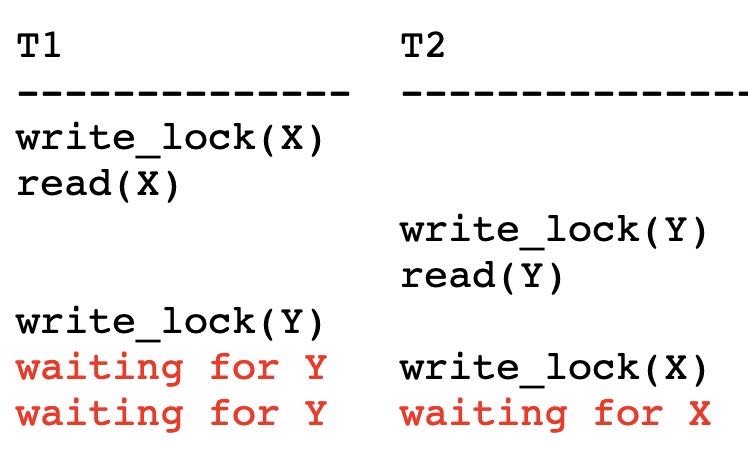 T1 T2
-------------- ---------------
write_lock(X)
read(X)
write_lock(Y)
read(Y)
write_lock(Y)
waiting for Y write_lock(X)
waiting for Y waiting for X